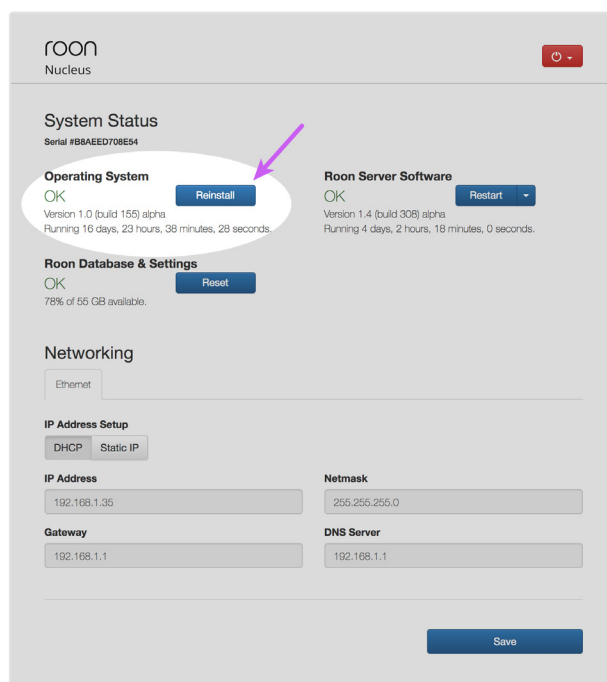 roon
Nucleus
System Status
Serial #B8AEED708E54
Operating System
OK
Reinstall
Version 1.0 (build 155) alpha
Running 16 days, 23 hours, 38 minutes, 28 seconds.
Roon Server Software
OK
Restart
Version 1.4 (build 308) alpha
Running 4 days, 2 hours, 18 minutes, 0 seconds.
Roon Database & Settings
OK
Reset
78% of 55 GB available.
Networking
Ethernet
IP Address Setup
DHCP Static IP
IP Address
192.168.1.35
Netmask
255.255.255.0
Gateway
192.168.1.1
DNS Server
192.168.1.1
Save